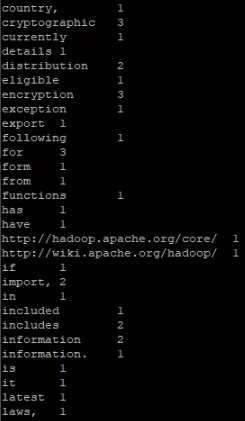 country,	1
cryptographic	3
currently	1
details	1
distribution	2
eligible	1
encryption	3
exception	1
export	1
following	1
for	3
form	1
from	1
functions	1
has	1
have	1
http://hadoop.apache.org/core/	1
http://wiki.apache.org/hadoop/	1
if	1
import,	2
in	1
included	1
includes	2
information	2
information.	1
is	1
it	1
latest	1
laws,	1